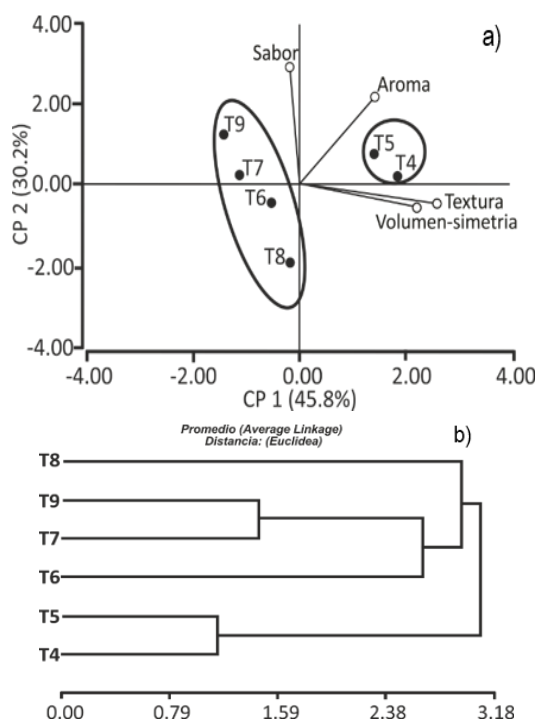 a)
4.00
Sabor
Aroma
2.00
T9
T5
T7
T4
CP 2 (30.2%)
0.00
T6
Textura
Volumen-simetria
T8
-2.00
-4.00
-4.00 -2.00 0.00 2.00 4.00
CP 1 (45.8%)
Promedio (Average Linkage)
Distancia: (Euclidea)
b)
T8
T9
T7
T6
T5
T4
0.00 0.79 1.59 2.38 3.18